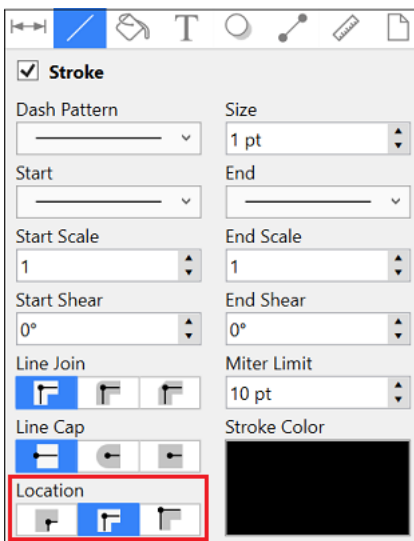 T
Stroke
Dash Pattern Size
1 pt
Start End
Start Scale End Scale
1 1
Start Shear End Shear
0° 0°
Line Join Miter Limit
10 pt
Line Cap Stroke Color
Location